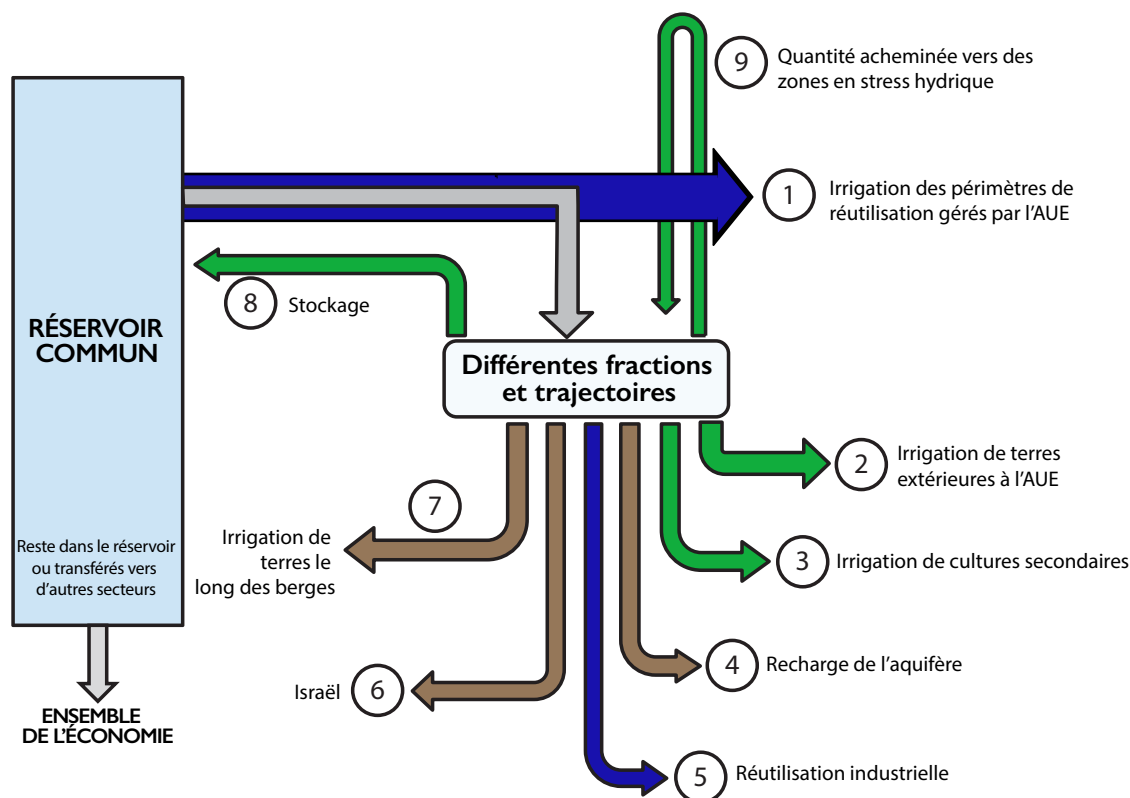 9
Quantité acheminée vers des
zones en stress hydrique
1
Irrigation des périmètres de
réutilisation gérés par l'AUE
8
Stockage
RÉSERVOIR
COMMUN
Différentes fractions
et trajectoires
2
Irrigation de terres
extérieures à l'AUE
7
Irrigation de
terres le
long des berges
3
Irrigation de cultures secondaires
Reste dans le réservoir
ou transférés vers
d'autres secteurs
4
Recharge de l'aquifère
Israël
6
ENSEMBLE
DE L'ÉCONOMIE
5
Réutilisation industrielle